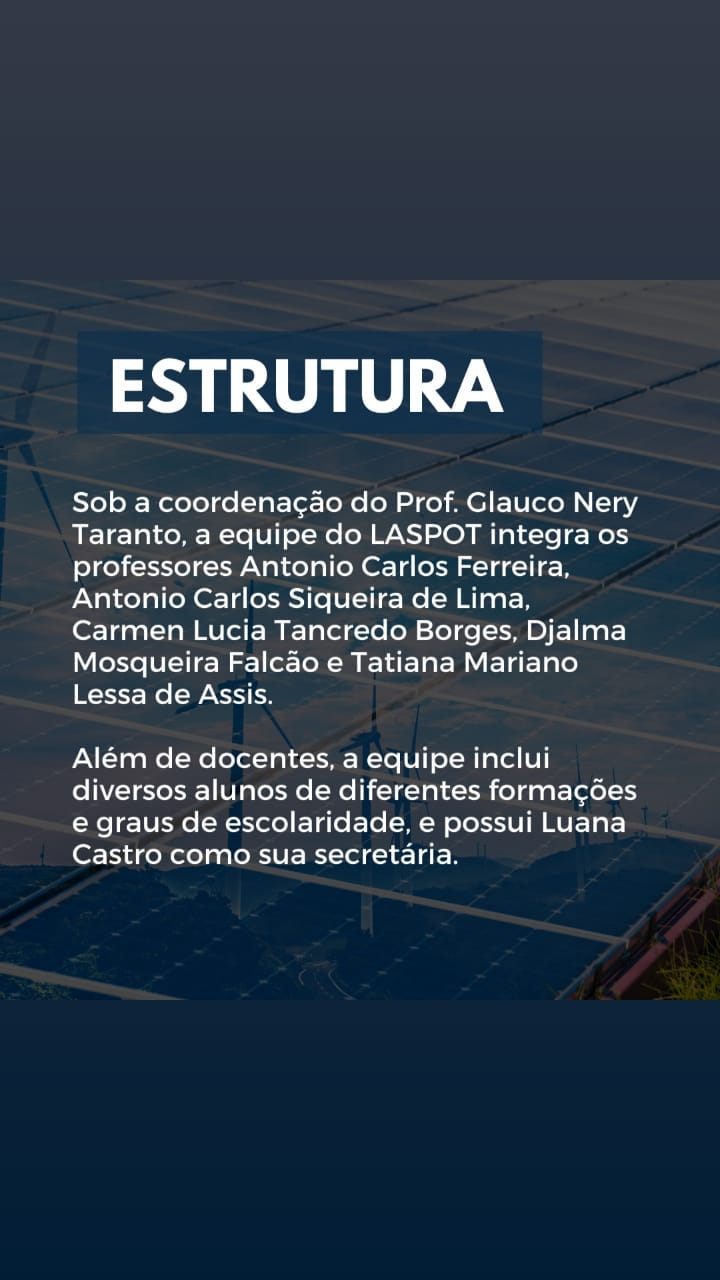 ESTRUTURA
Sob a coordenação do Prof. Glauco Nery
Taranto, a equipe do LASPOT integra os
professores Antonio Carlos Ferreira,
Antonio Carlos Siqueira de Lima,
Carmen Lucia Tancredo Borges, Djalma
Mosqueira Falcão e Tatiana Mariano
Lessa de Assis.
Além de docentes, a equipe inclui
diversos alunos de diferentes formações
e graus de escolaridade, e possui Luana
Castro como sua secretária.